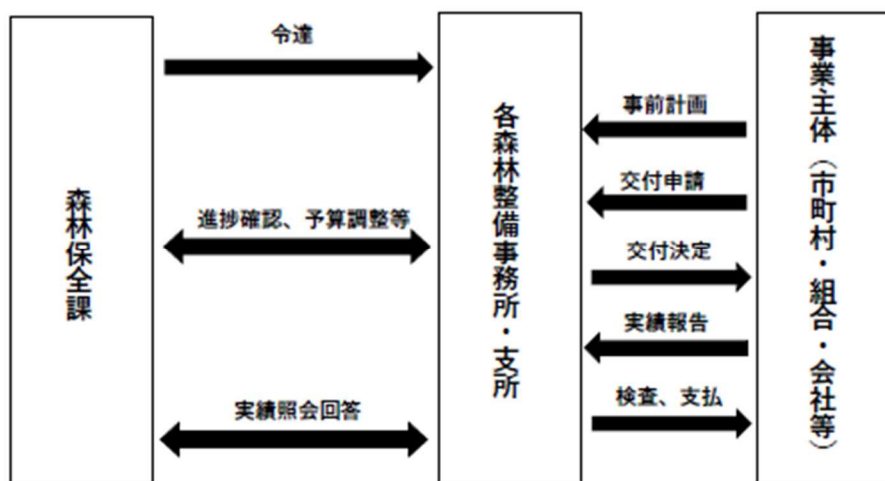 森林保全課
令達
進捗確認、予算調整等
実績照会回答
各森林整備事務所・支所
事前計画
交付申請
交付決定
実績報告
検査、支払
事業主体（市町村・組合・会社等）